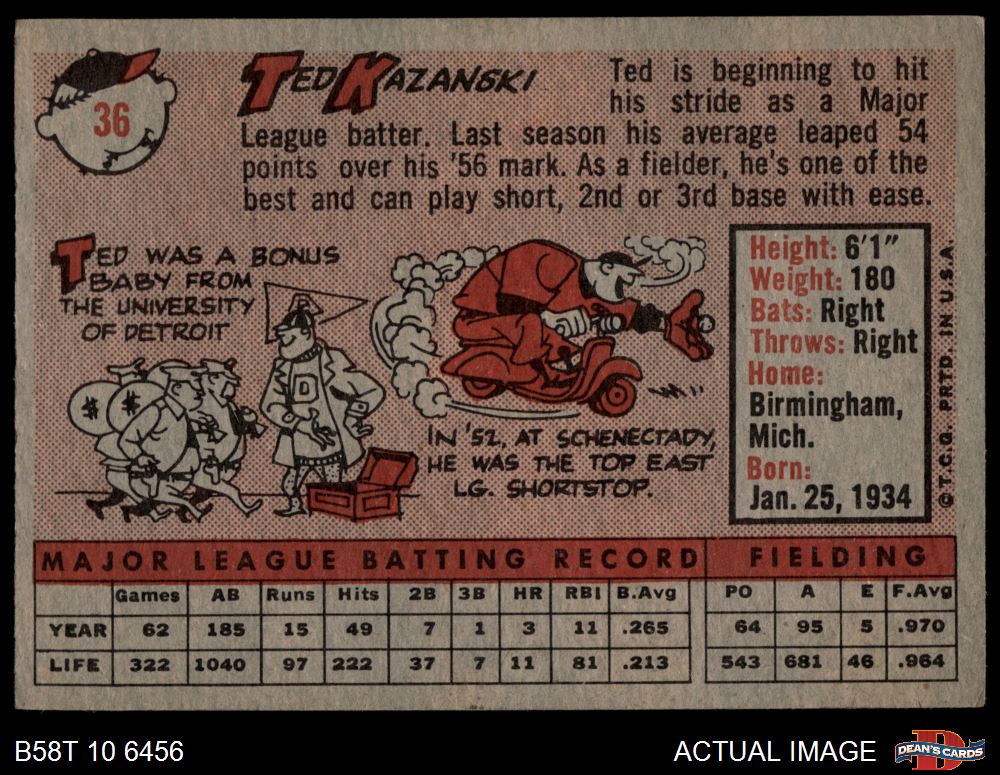 36
TED KAZANSKI
Ted is beginning to hit
his stride as a Major
League batter. Last season his average leaped 54
points over his '56 mark. As a fielder, he's one of the
best and can play short, 2nd or 3rd base with ease.
TED WAS A BONUS
BABY FROM
THE UNIVERSITY
OF DETROIT
$ $
D
IN '52, AT SCHENECTADY,
HE WAS THE TOP EAST
LG. SHORTSTOP.
Height: 6'1"
Weight: 180
Bats: Right
Throws: Right
Home:
Birmingham,
Mich.
Born:
Jan. 25, 1934
© T.C.G. PRTD. IN U.S.A.
MAJOR LEAGUE BATTING RECORD FIELDING
Games AB Runs Hits 2B 3B HR RBI B.Avg PO A E F.Avg
YEAR 62 185 15 49 7 1 3 11 .265 64 95 5 .970
LIFE 322 1040 97 222 37 7 11 81 .213 543 681 46 .964
B58T 10 6456 ACTUAL IMAGE
D
DEAN'S CARDS